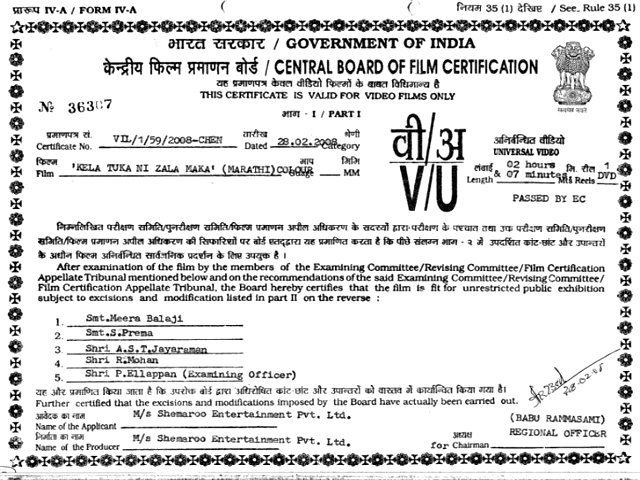 प्रारूप IV-A / FORM IV-A
नियम 35 (1) देखिए / See. Rule 35 (1)
भारत सरकार / GOVERNMENT OF INDIA
केन्द्रीय फिल्म प्रमाणन बोर्ड / CENTRAL BOARD OF FILM CERTIFICATION
यह प्रमाणपत्र केवल वीडियो फिल्मों के बाबत विधिमान्य है
THIS CERTIFICATE IS VALID FOR VIDEO FILMS ONLY
№ 36307
भाग - I / PART I
प्रमाणपत्र सं. तारीख श्रेणी
Certificate No. VIL/1/59/2008-CHEN Dated 28.02.2008 Category
फिल्म माप मिमि
Film 'KELA TUKA NI ZALA MAKA' (MARATHI) COLOUR MM
वी/अ
V/U
अनिर्बन्धित वीडियो
UNIVERSAL VIDEO
लंबाई 02 hours मि. रील 1
Length & 07 minutes Mt& Reels DVD
PASSED BY EC
निम्नलिखित परीक्षण समिति/पुनरीक्षण समिति/फिल्म प्रमाणन अपील अधिकरण के सदस्यों द्वारा परीक्षण के पश्चात तथा उक्त परीक्षण समिति/पुनरीक्षण
समिति/फिल्म प्रमाणन अपील अधिकरण की सिफारिशों पर बोर्ड एतद्द्वारा यह प्रमाणित करता है कि पीछे संलग्न भाग - २ में उपदर्शित कांट-छांट और उपान्तरों
के अधीन फिल्म अनिर्बन्धित सार्वजनिक प्रदर्शन के लिए उपयुक्त है ।
After examination of the film by the members of the Examining Committee/Revising Committee/Film Certification
Appellate Tribunal mentioned below and on the recommendations of the said Examining Committee/Revising Committee/
Film Certification Appellate Tribunal, the Board hereby certifies that the film is fit for unrestricted public exhibition
subject to excisions and modification listed in part II on the reverse :
1. Smt.Meera Balaji
2. Smt.S.Prema
3. Shri A.S.T.Jayaraman
4. Shri R.Mohan
5. Shri P.Ellappan (Examining Officer)
यह और प्रमाणित किया जाता है कि उपरोक्त बोर्ड द्वारा अधिरोपित कांट-छांट और उपान्तरों को वास्तव में कार्यान्वित किया गया है।
Further certified that the excisions and modifications imposed by the Board have actually been carried out.
आवेदक का नाम
Name of the Applicant M/s Shemaroo Entertainment Pvt. Ltd.
निर्माता का नाम
Name of the Producer M/s Shemaroo Entertainment Pvt. Ltd.
(BABU RAMMASAMI)
अध्यक्ष REGIONAL OFFICER
for Chairman